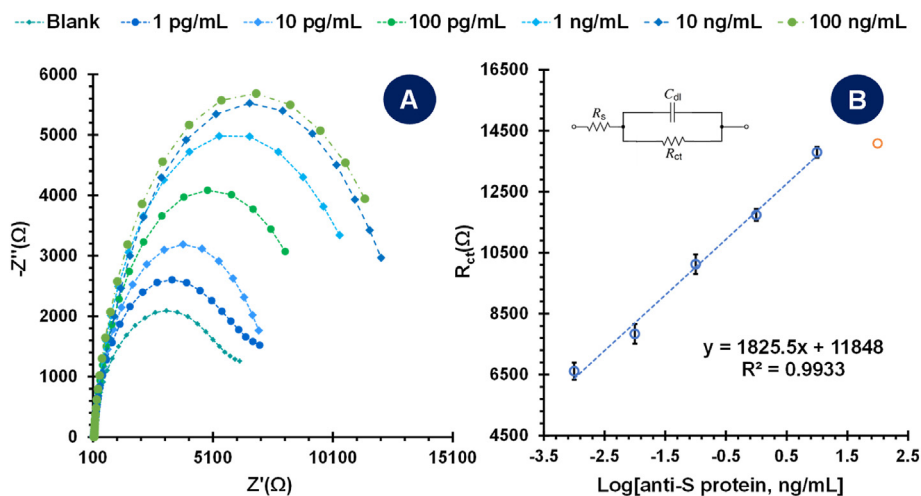 Blank 1 pg/mL 10 pg/mL 100 pg/mL 1 ng/mL 10 ng/mL 100 ng/mL
A
-Z''(Ω)
6000
5000
4000
3000
2000
1000
0
100 5100 10100 15100
Z'(Ω)
B
Rct(Ω)
16500
14500
12500
10500
8500
6500
4500
Cdl
Rs
Rct
y = 1825.5x + 11848
R² = 0.9933
-3.5 -2.5 -1.5 -0.5 0.5 1.5 2.5
Log[anti-S protein, ng/mL]